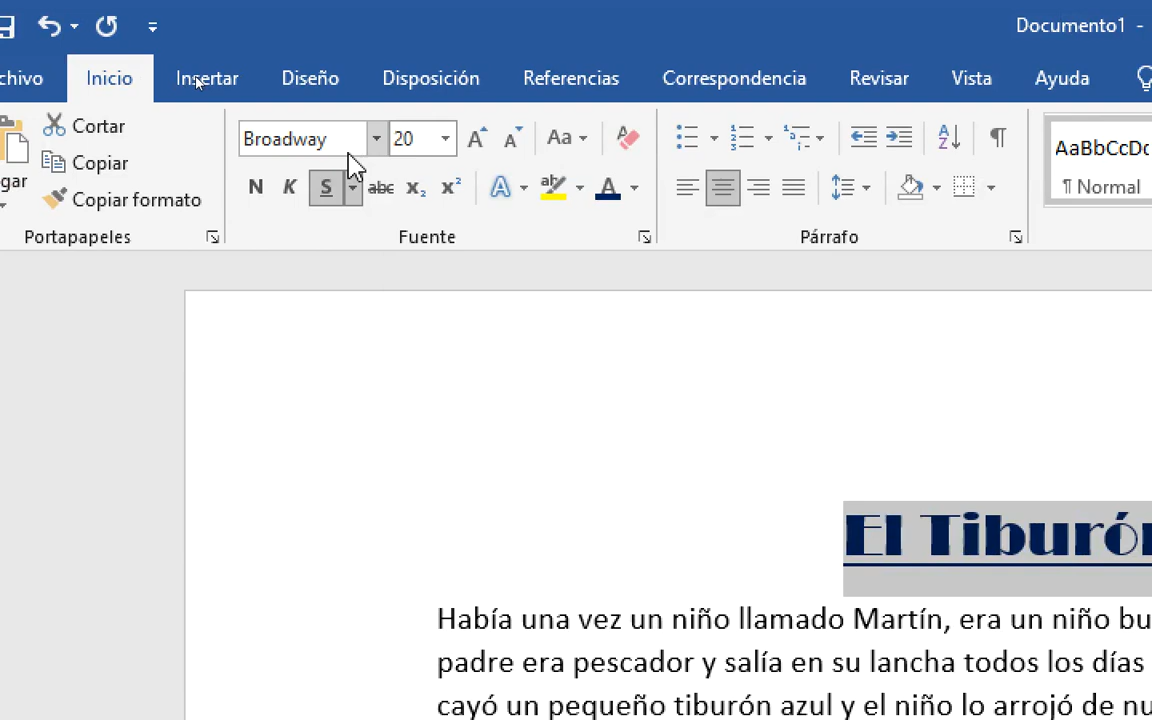 Documento1 -
chivo Inicio Insertar Diseño Disposición Referencias Correspondencia Revisar Vista Ayuda
Cortar
Copiar
gar
Copiar formato
Portapapeles
Broadway 20 Aa
N K S abc x₂ x² A ab A
Fuente
A Z ¶
Párrafo
AaBbCcDc
¶ Normal
El Tiburón
Había una vez un niño llamado Martín, era un niño bu
padre era pescador y salía en su lancha todos los días
cayó un pequeño tiburón azul y el niño lo arrojó de nu